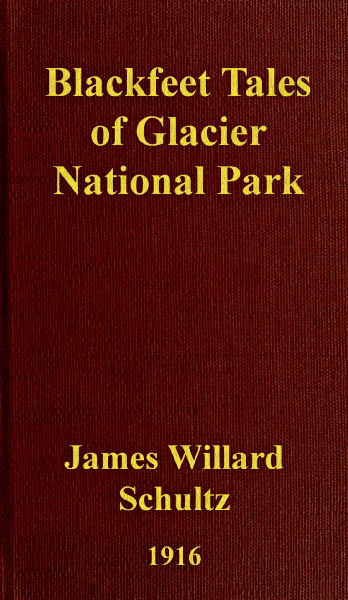 Blackfeet Tales
of Glacier
National Park
James Willard
Schultz
1916